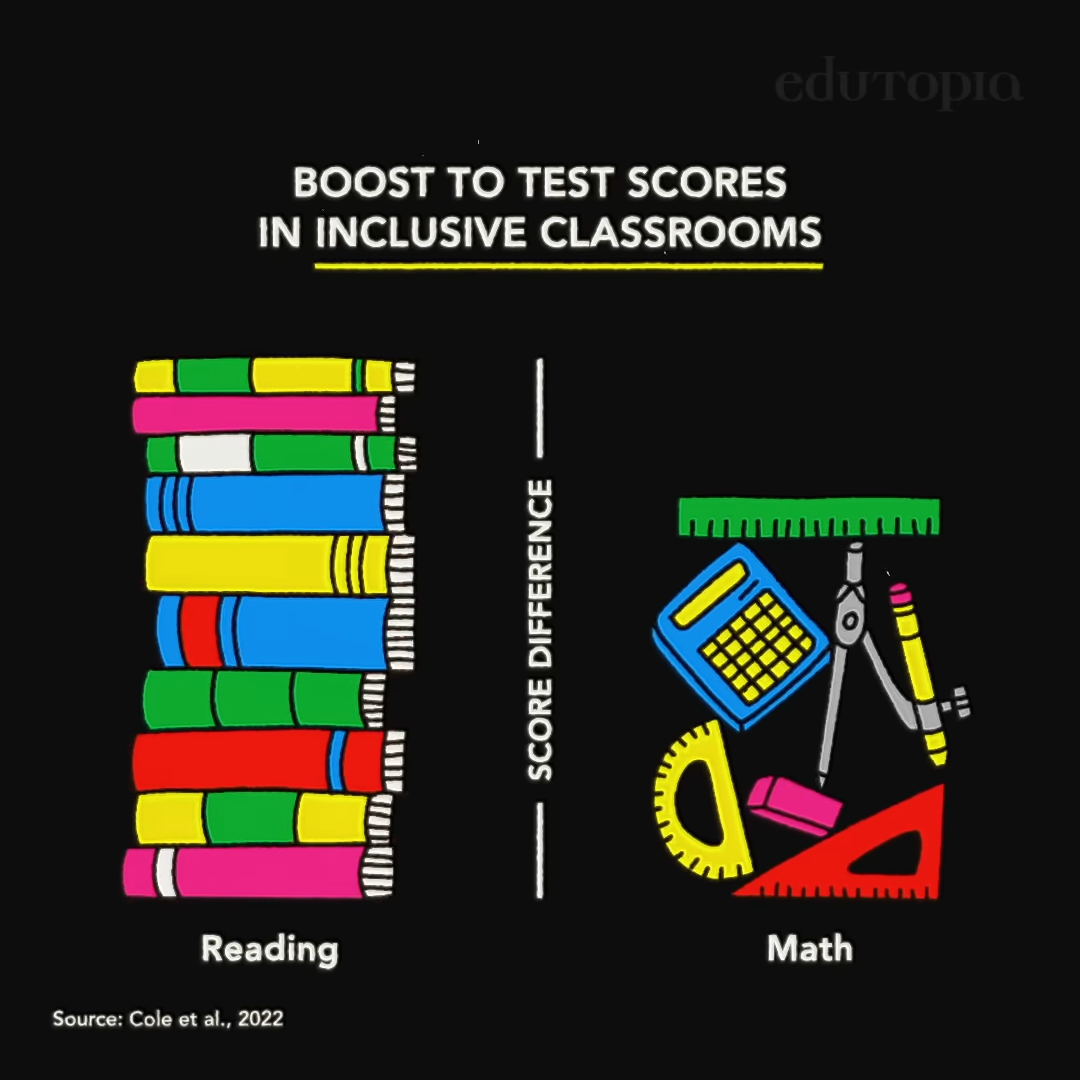 edutopia
BOOST TO TEST SCORES
IN INCLUSIVE CLASSROOMS
SCORE DIFFERENCE
Reading
Math
Source: Cole et al., 2022